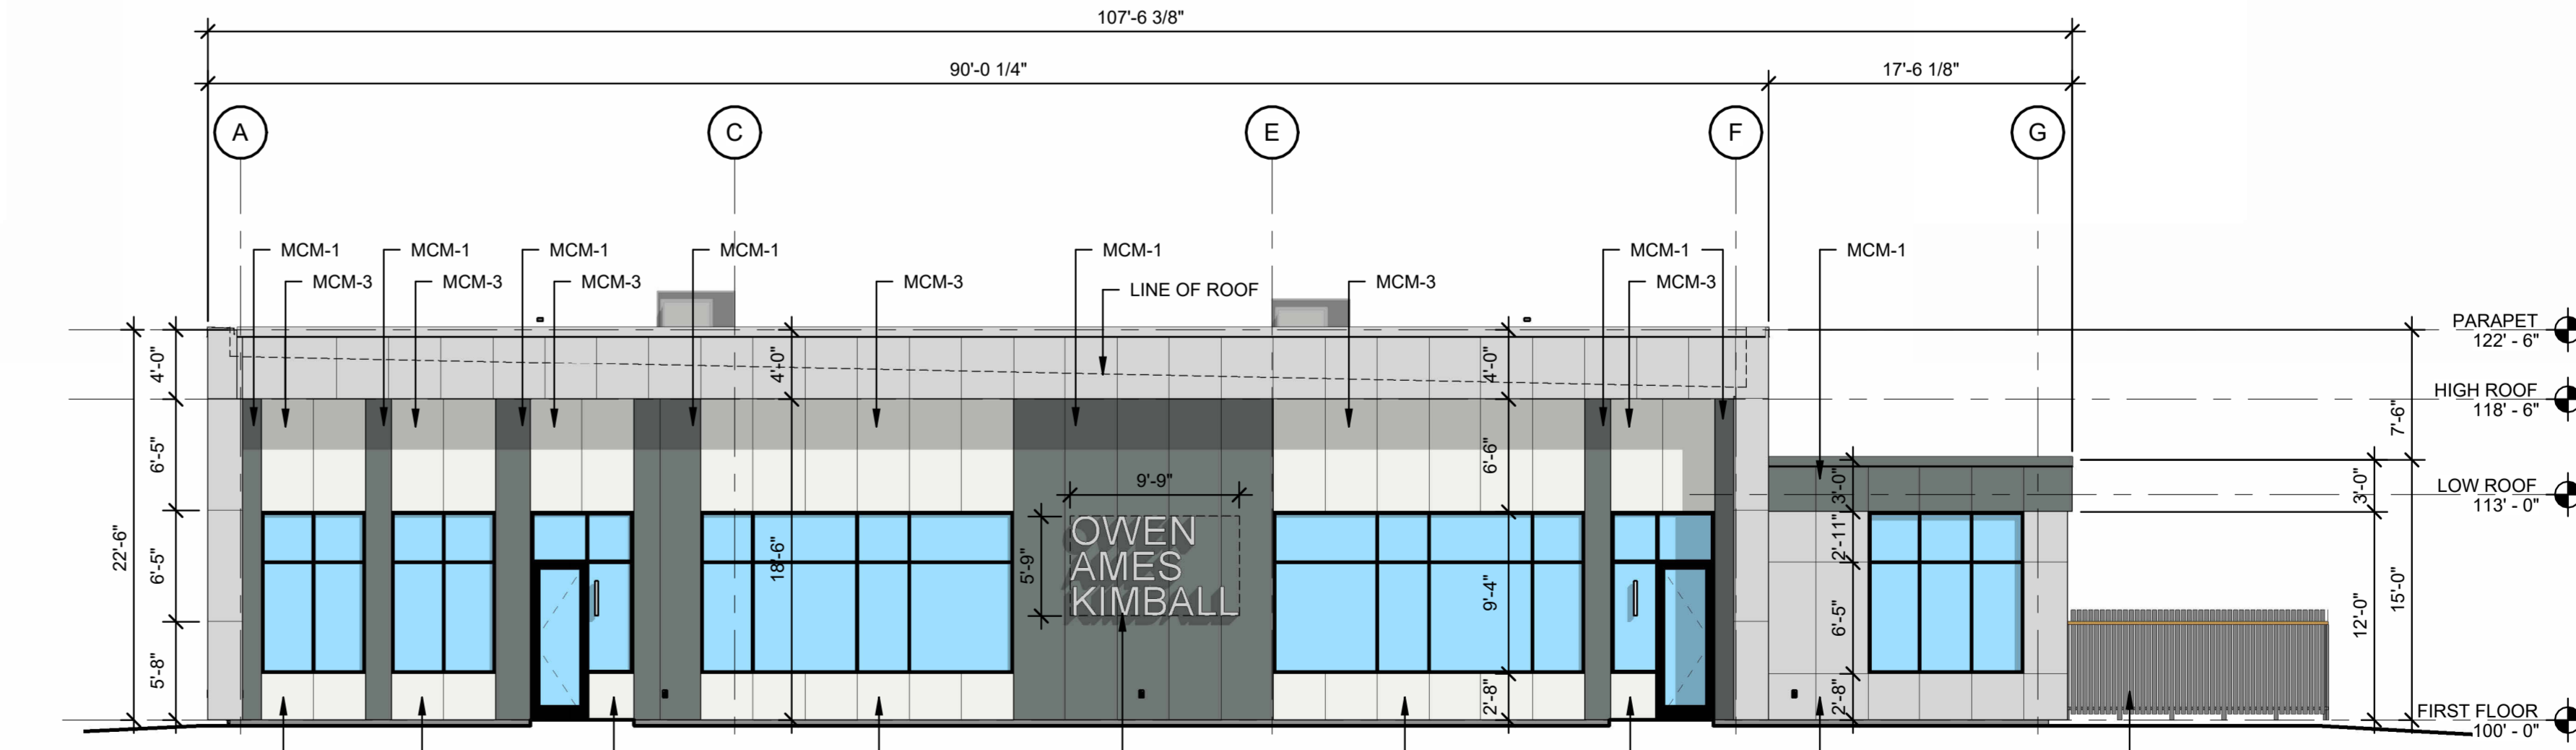 107'-6 3/8"
90'-0 1/4"
17'-6 1/8"
A
C
E
F
G
MCM-1
MCM-1
MCM-1
MCM-1
MCM-1
MCM-1
MCM-1
MCM-3
MCM-3
MCM-3
MCM-3
LINE OF ROOF
MCM-3
MCM-3
PARAPET
122' - 6"
HIGH ROOF
118' - 6"
LOW ROOF
113' - 0"
FIRST FLOOR
100' - 0"
22'-6"
4'-0"
6'-5"
6'-5"
5'-8"
4'-0"
18'-6"
9'-9"
5'-9"
OWEN
AMES
KIMBALL
4'-0"
6'-6"
9'-4"
2'-8"
3'-0"
2'-11"
6'-5"
2'-8"
7'-6"
3'-0"
12'-0"
15'-0"